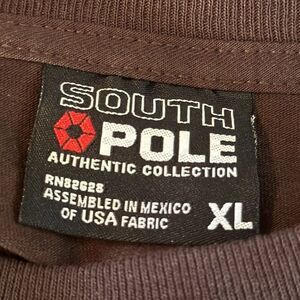 SOUTH
POLE
AUTHENTIC COLLECTION
RN82628
ASSEMBLED IN MEXICO
OF USA FABRIC
XL